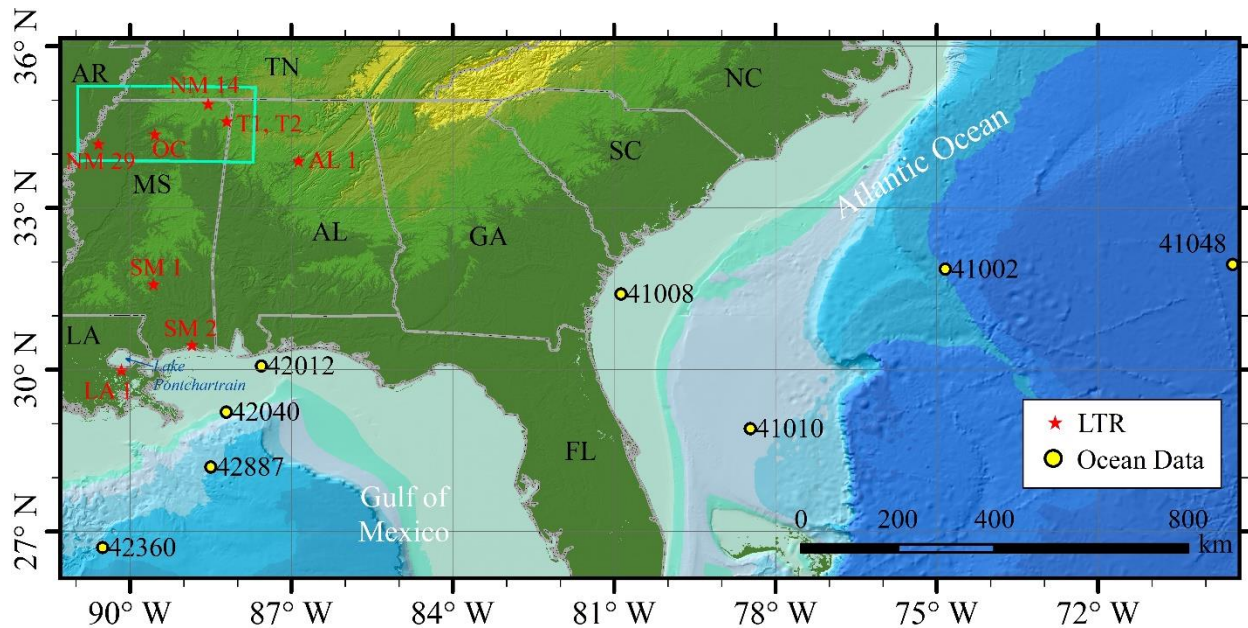 36° N
AR
TN
NC
NM 14
T1, T2
OC
NM 29
AL 1
SC
MS
33° N
Atlantic Ocean
AL
GA
41048
41002
SM 1
41008
LA
SM 2
30° N
42012
Lake
Pontchartrain
LA 1
42040
41010
LTR
Ocean Data
FL
42887
Gulf of
Mexico
27° N
42360
0 200 400 800
km
90° W 87° W 84° W 81° W 78° W 75° W 72° W